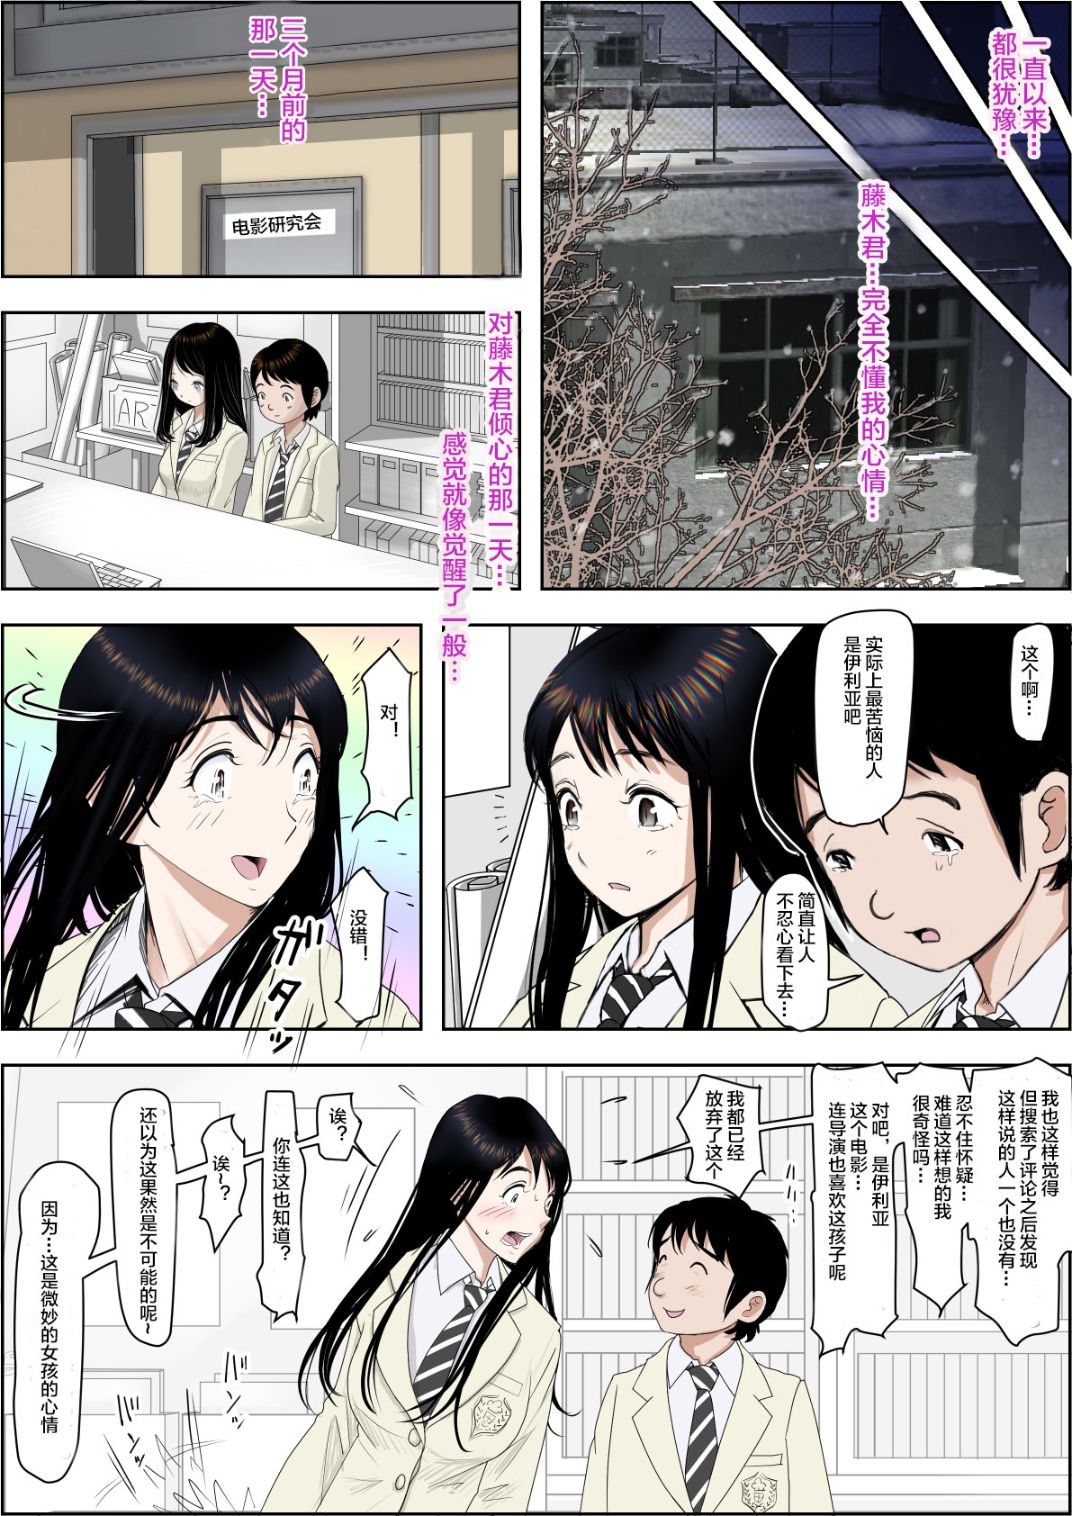 一直以来…
都很犹豫…
藤木君…完全不懂我的心情…
三个月前的
那一天…
电影研究会
对藤木君倾心的那一天…
感觉就像觉醒了一般…
AR
这个啊…
实际上最苦恼的人
是伊利亚吧
简直让人
不忍心看下去…
对!
没错!
ガタッ
我也这样觉得
但搜索了评论之后发现
这样说的人一个也没有…
忍不住怀疑…
难道这样想的我
很奇怪吗…
对吧,是伊利亚
这个电影…
连导演也喜欢这孩子呢
我都已经
放弃了这个
诶?
你连这也知道?
诶~?
还以为这果然是不可能的呢~
因为…这是微妙的女孩的心情
ドンッ
ドンッ